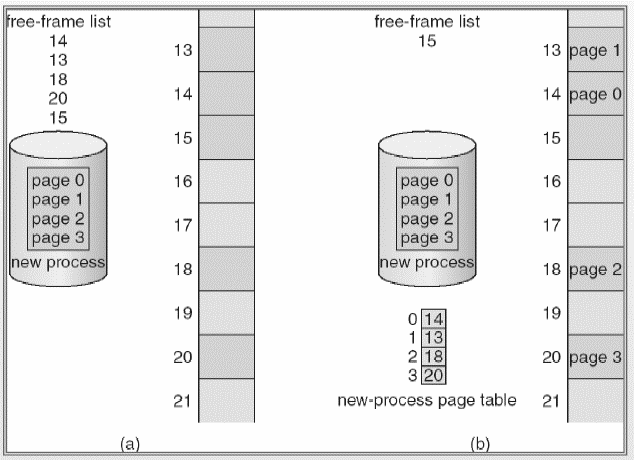 free-frame list
14
13
18
20
15
page 0
page 1
page 2
page 3
new process
13
14
15
16
17
18
19
20
21
(a)
free-frame list
15
page 0
page 1
page 2
page 3
new process
0 14
1 13
2 18
3 20
new-process page table
13 page 1
14 page 0
15
16
17
18 page 2
19
20 page 3
21
(b)